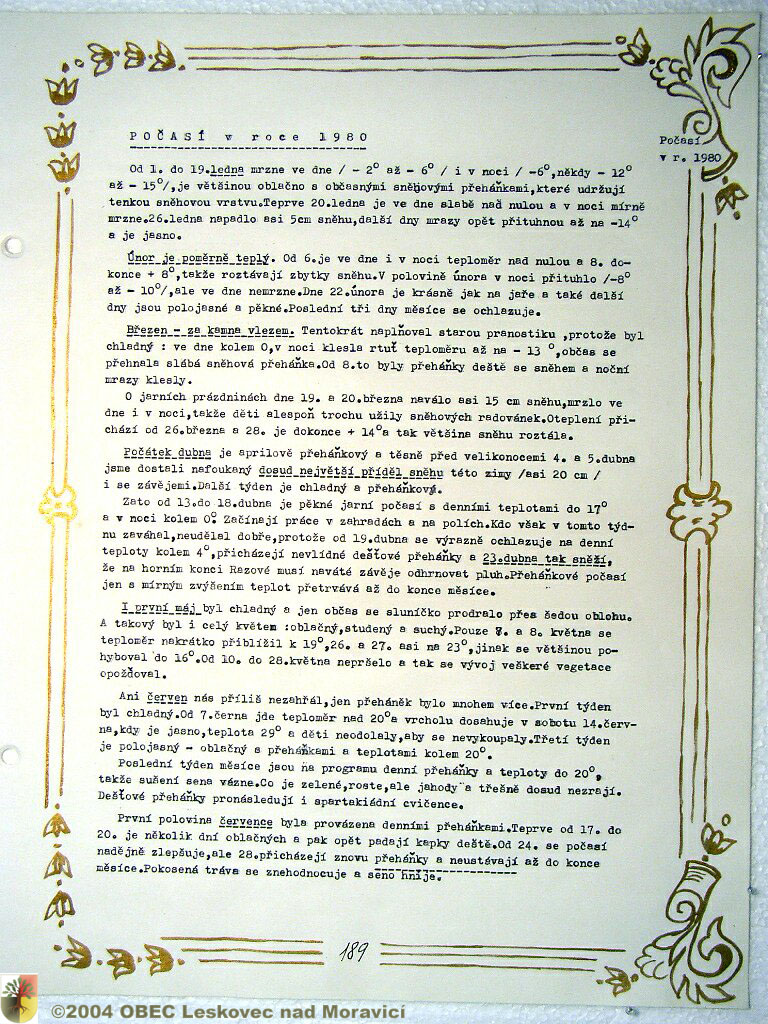 POČASÍ v roce 1980
Počasí
v r. 1980
Od 1. do 19.ledna mrzne ve dne / - 2° až - 6° / i v noci / -6°,někdy - 12°
až - 15°/,je většinou oblačno s občasnými sněhovými přeháňkami,které udržují
tenkou sněhovou vrstvu.Teprve 20.ledna je ve dne slabě nad nulou a v noci mírně
mrzne.26.ledna napadlo asi 5cm sněhu,další dny mrazy opět přituhnou až na -14°
a je jasno.
Únor je poměrně teplý. Od 6.je ve dne i v noci teploměr nad nulou a 8. do-
konce + 8°,takže roztávají zbytky sněhu.V polovině února v noci přituhlo /-8°
až - 10°/,ale ve dne nemrzne.Dne 22.února je krásně jak na jaře a také další
dny jsou polojasné a pěkné.Poslední tři dny měsíce se ochlazuje.
Březen - za kamna vlezem. Tentokrát naplňoval starou pranostiku ,protože byl
chladný : ve dne kolem 0,v noci klesla rtuť teploměru až na - 13 °,občas se
přehnala slábá sněhová přeháňka.Od 8.to byly přeháňky deště se sněhem a noční
mrazy klesly.
O jarních prázdninách dne 19. a 20.března naválo asi 15 cm sněhu,mrzlo ve
dne i v noci,takže děti alespoň trochu užily sněhových radovánek.Oteplení při-
chází od 26.března a 28. je dokonce + 14°a tak většina sněhu roztála.
Počátek dubna je aprilově přeháňkový a těsně před velikonocemi 4. a 5.dubna
jsme dostali nafoukaný dosud největší příděl sněhu této zimy /asi 20 cm /
i se závějemi.Další týden je chladný a přeháňkový.
Zato od 13.do 18.dubna je pěkné jarní počasí s denními teplotami do 17°
a v noci kolem 0°. Začínají práce v zahradách a na polích.Kdo však v tomto týd-
nu zaváhal,neudělal dobře,protože od 19.dubna se výrazně ochlazuje na denní
teploty kolem 4°,přicházejí nevlídné dešťové přeháňky a 23.dubna tak sněží,
že na horním konci Razové musí naváté závěje odhrnovat pluh.Přeháňkové počasí
jen s mírným zvýšením teplot přetrvává až do konce měsíce.
I první máj byl chladný a jen občas se sluníčko prodralo přes šedou oblohu.
A takový byl i celý květem :oblačný,studený a suchý.Pouze 7. a 8. května se
teploměr nakrátko přiblížil k 19°,26. a 27. asi na 23°,jinak se většinou po-
hyboval do 16°.Od 10. do 28.května nepršelo a tak se vývoj veškeré vegetace
opožďoval.
Ani červen nás příliš nezahřál,jen přeháněk bylo mnohem více.První týden
byl chladný.Od 7.černa jde teploměr nad 20°a vrcholu dosahuje v sobotu 14.červ-
na,kdy je jasno,teplota 29° a děti neodolaly,aby se nevykoupaly.Třetí týden
je polojasný - oblačný s přeháňkami a teplotami kolem 20°.
Poslední týden měsíce jsou na programu denní přeháňky a teploty do 20°,
takže sušení sena vázne.Co je zelené,roste,ale jahody a třešně dosud nezrají.
Dešťové přeháňky pronásledují i spartakiádní cvičence.
První polovina července byla provázena denními přeháňkami.Teprve od 17. do
20. je několik dní oblačných a pak opět padají kapky deště.Od 24. se počasí
nadějně zlepšuje,ale 28.přicházejí znovu přeháňky a neustávají až do konce
měsíce.Pokosená tráva se znehodnocuje a seno hnije.
189
©2004 OBEC Leskovec nad Moravicí